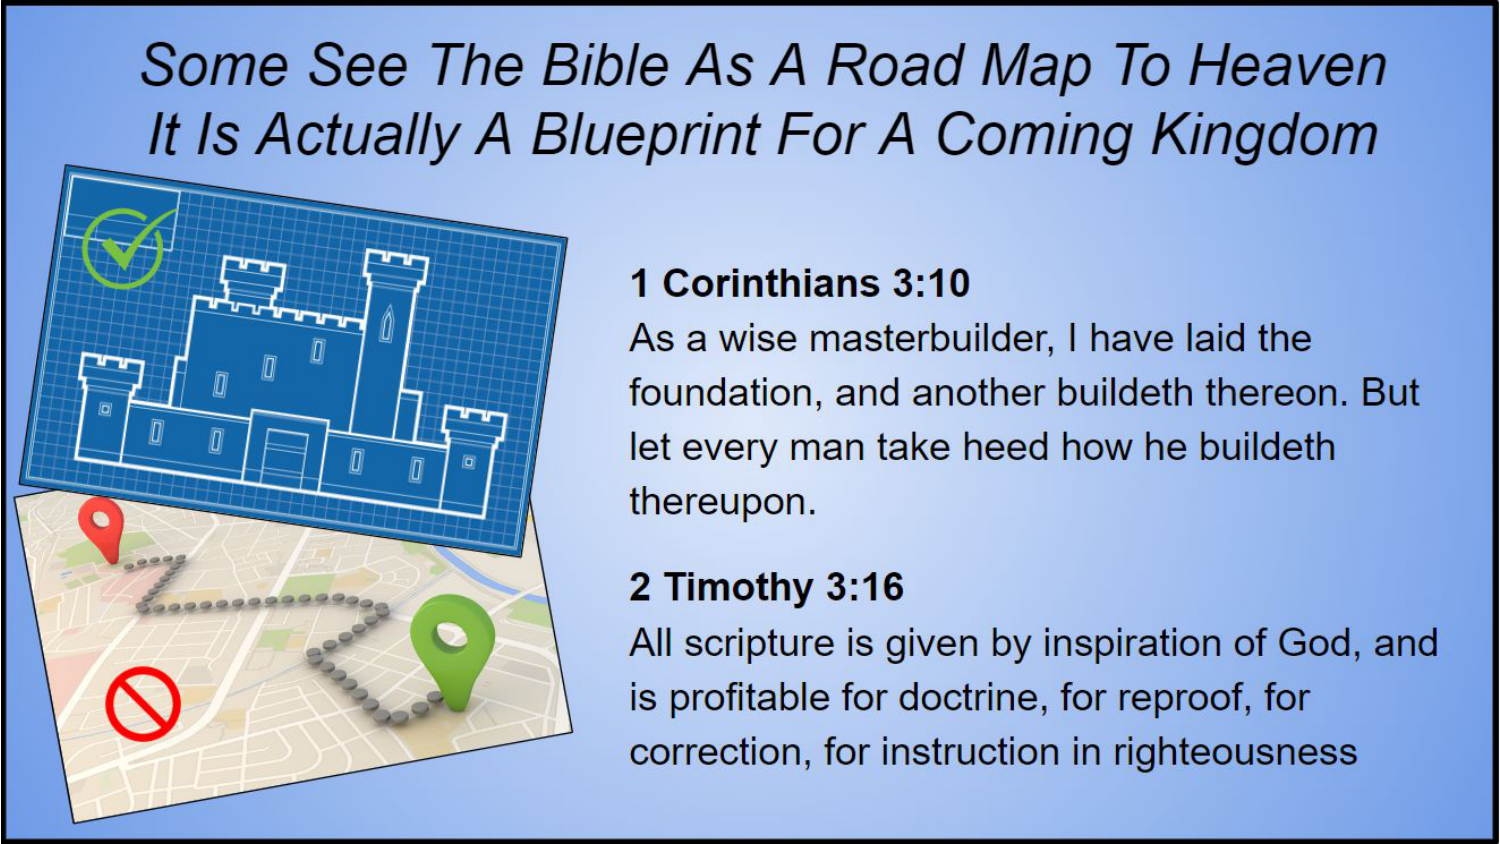 Some See The Bible As A Road Map To Heaven
It Is Actually A Blueprint For A Coming Kingdom
1 Corinthians 3:10
As a wise masterbuilder, I have laid the
foundation, and another buildeth thereon. But
let every man take heed how he buildeth
thereupon.
2 Timothy 3:16
All scripture is given by inspiration of God, and
is profitable for doctrine, for reproof, for
correction, for instruction in righteousness